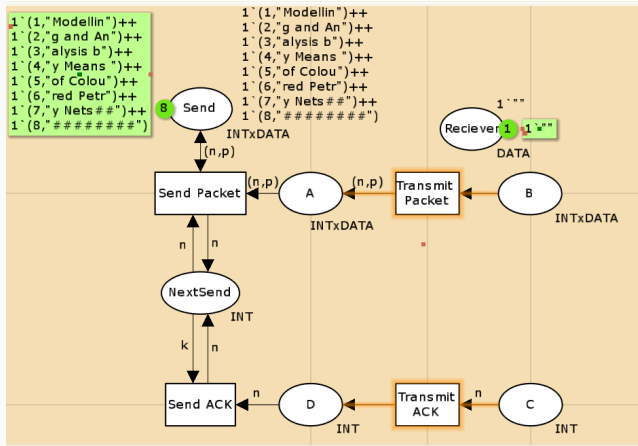 1`(1,"Modellin")++
1`(2,"g and An")++
1`(3,"alysis b")++
1`(4,"y Means ")++
1`(5,"of Colou")++
1`(6,"red Petr")++
1`(7,"y Nets##")++
1`(8,"########")
1`(1,"Modellin")++
1`(2,"g and An")++
1`(3,"alysis b")++
1`(4,"y Means ")++
1`(5,"of Colou")++
1`(6,"red Petr")++
1`(7,"y Nets##")++
1`(8,"########")
8
Send
INTxDATA
1`""
Reciever
1
1`""
DATA
(n,p)
Send Packet
(n,p)
A
INTxDATA
(n,p)
Transmit
Packet
B
INTxDATA
n
n
NextSend
INT
k
n
Send ACK
n
D
INT
Transmit
ACK
n
C
INT